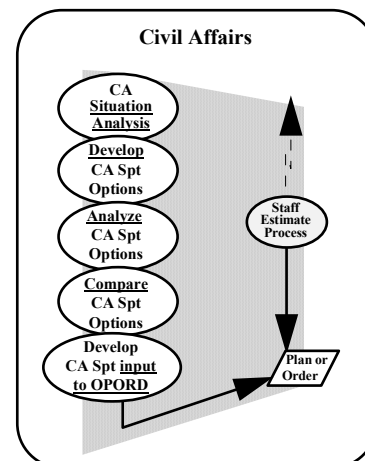 Civil Affairs
CA
Situation
Analysis
Develop
CA Spt
Options
Analyze
CA Spt
Options
Compare
CA Spt
Options
Develop
CA Spt input
to OPORD
Staff
Estimate
Process
Plan or
Order